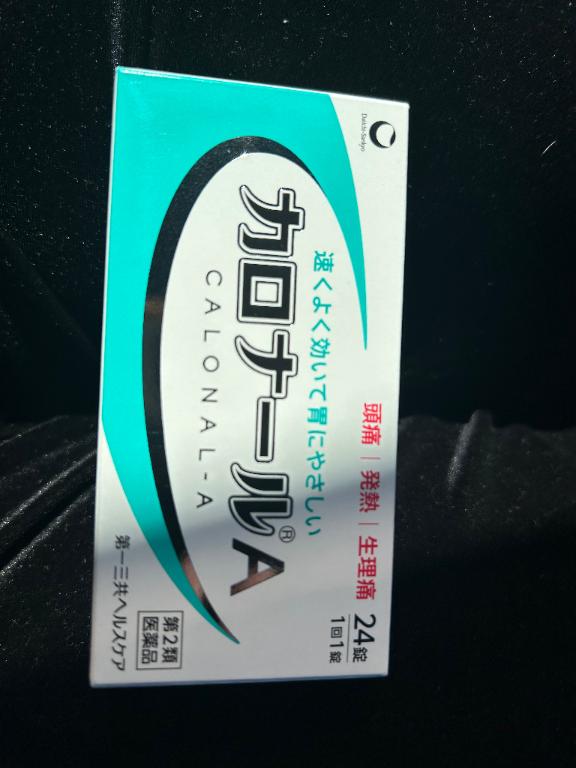 Daiichi-Sankyo
頭痛|発熱|生理痛
24錠
1回1錠
速くよく効いて胃にやさしい
カロナール®A
CALONAL-A
第2類
医薬品
第一三共ヘルスケア